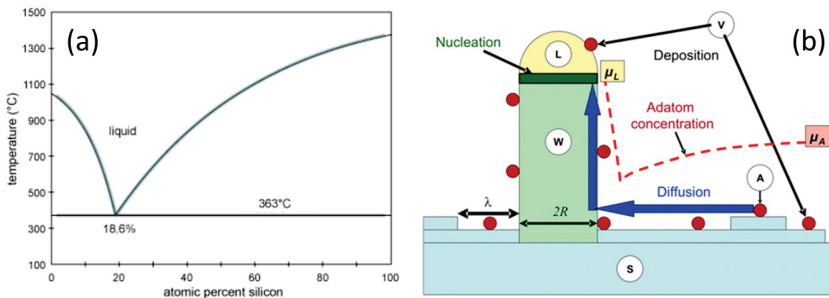 (a)
1500
1300
1100
900
700
500
300
100
temperature (°C)
liquid
363°C
18.6%
0
20
40
60
80
100
atomic percent silicon
(b)
V
Nucleation
L
Deposition
μL
Adatom
concentration
μA
W
A
Diffusion
λ
2R
S